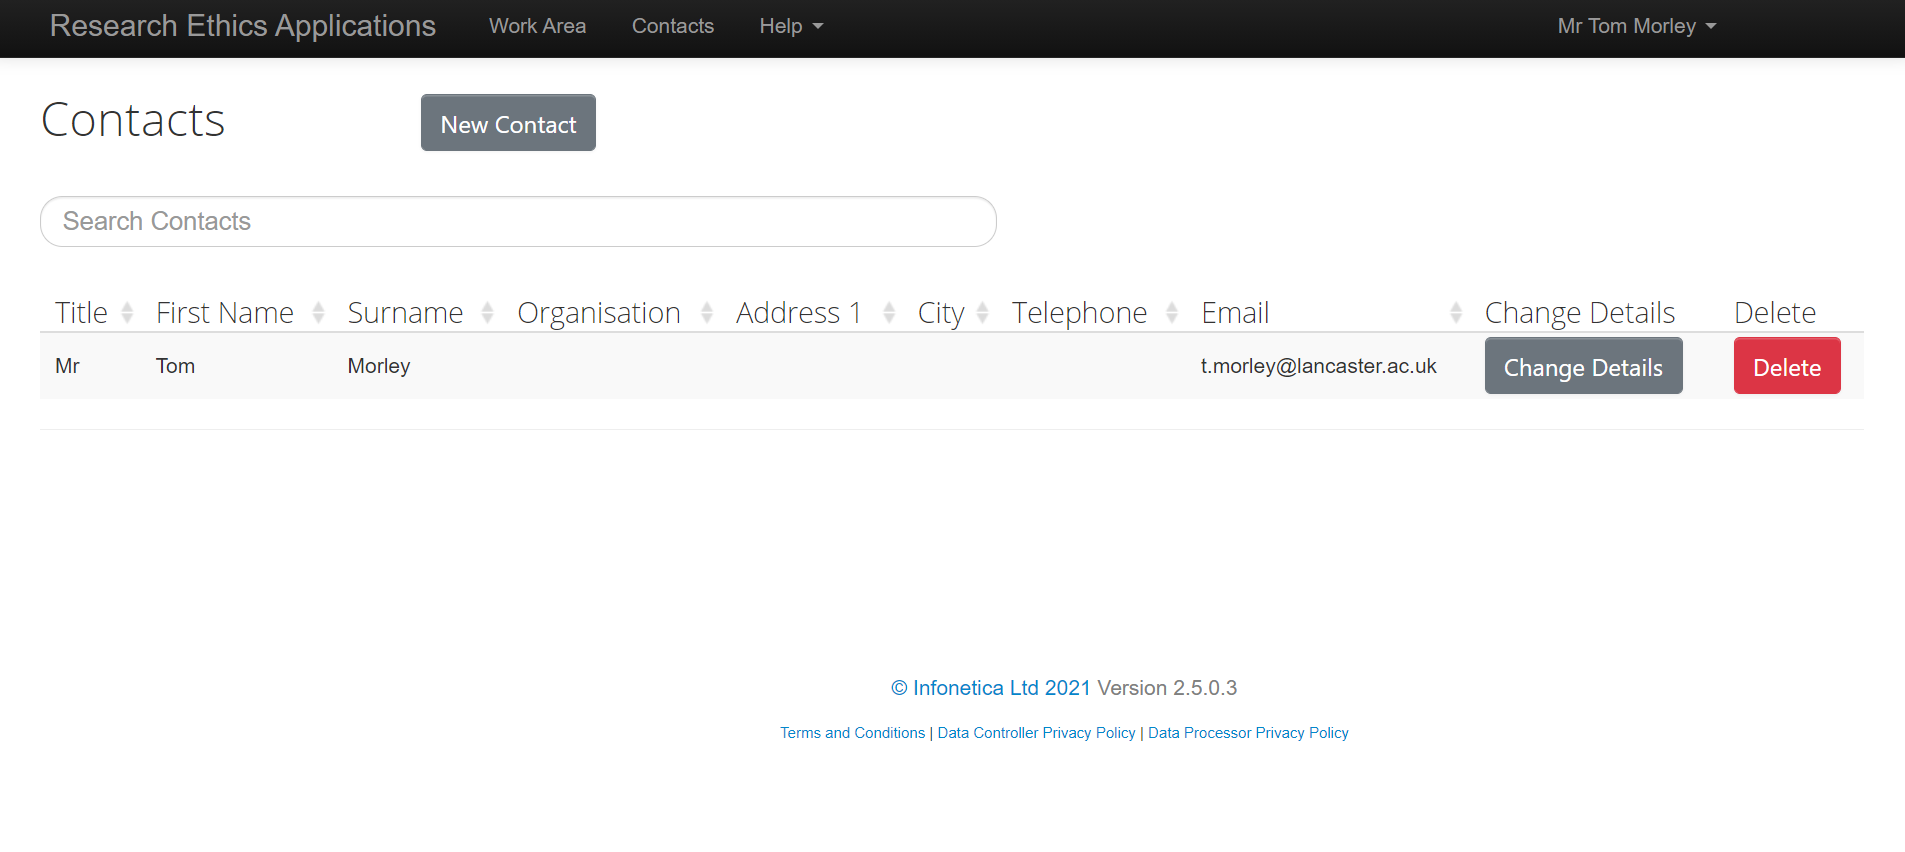 Research Ethics Applications Work Area Contacts Help Mr Tom Morley
Contacts New Contact
Search Contacts
Title First Name Surname Organisation Address 1 City Telephone Email Change Details Delete
Mr Tom Morley t.morley@lancaster.ac.uk Change Details Delete
© Infonetica Ltd 2021 Version 2.5.0.3
Terms and Conditions | Data Controller Privacy Policy | Data Processor Privacy Policy